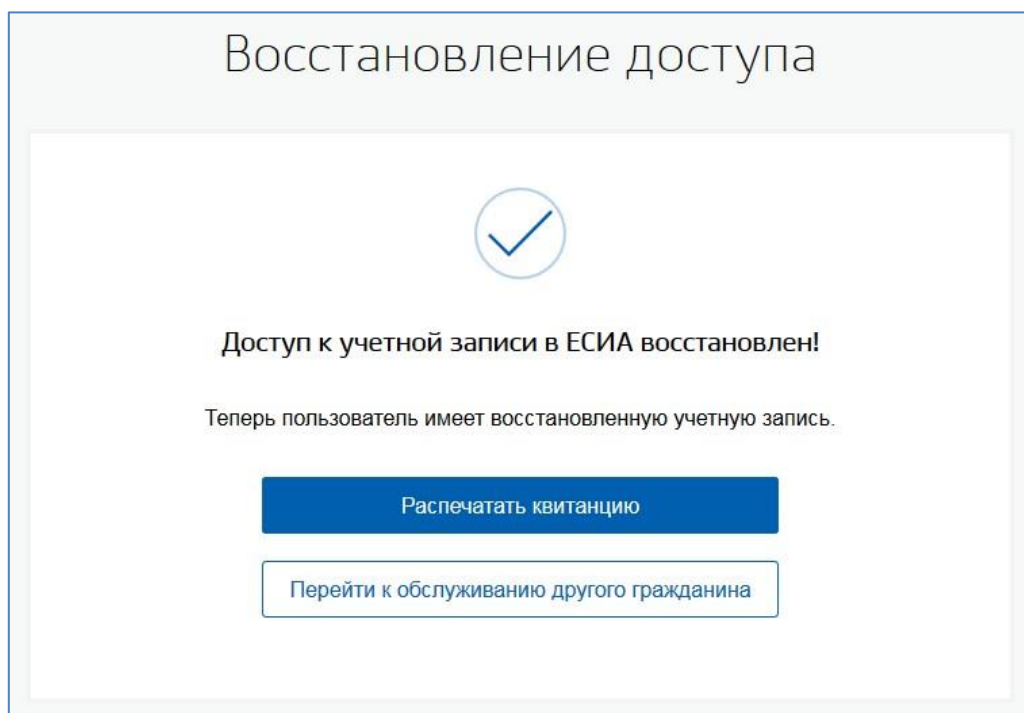 Восстановление доступа
Доступ к учетной записи в ЕСИА восстановлен!
Теперь пользователь имеет восстановленную учетную запись.
Распечатать квитанцию
Перейти к обслуживанию другого гражданина